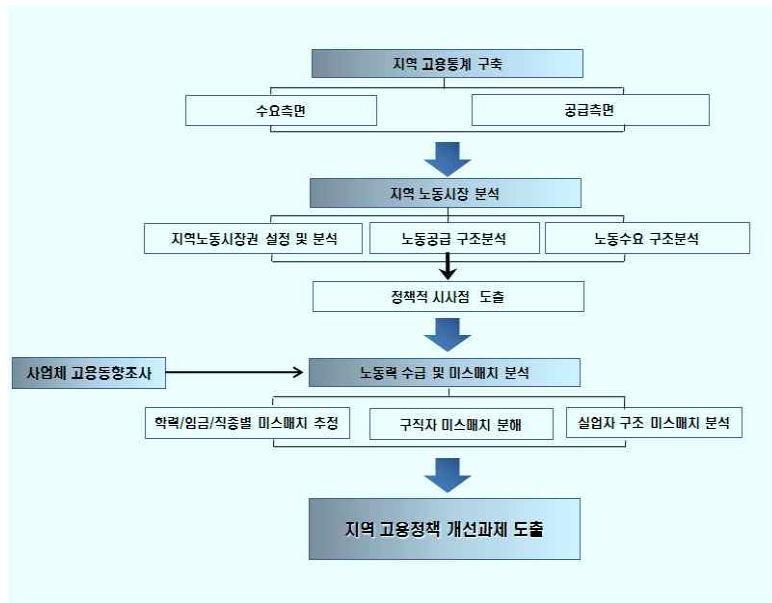 지역 고용통계 구축
수요측면
공급측면
지역 노동시장 분석
지역노동시장권 설정 및 분석
노동공급 구조분석
노동수요 구조분석
정책적 시사점 도출
사업체 고용동향조사
노동력 수급 및 미스매치 분석
학력/임금/직종별 미스매치 추정
구직자 미스매치 분해
실업자 구조 미스매치 분석
지역 고용정책 개선과제 도출